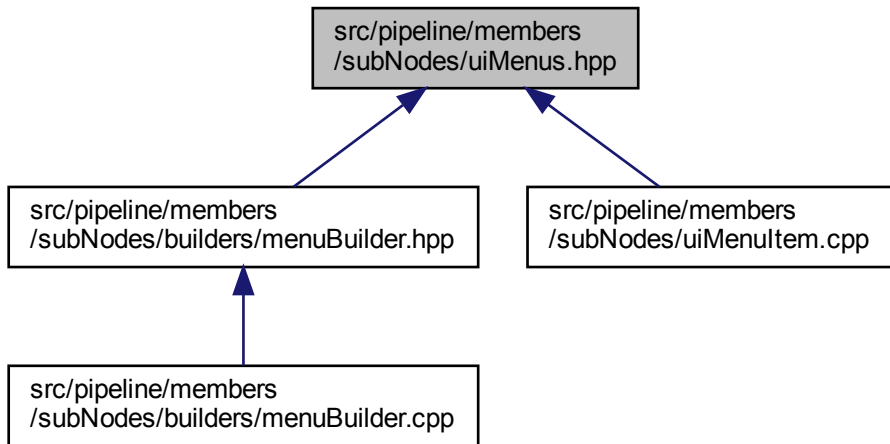 src/pipeline/members
/subNodes/uiMenus.hpp
src/pipeline/members
/subNodes/builders/menuBuilder.hpp
src/pipeline/members
/subNodes/uiMenuItem.cpp
src/pipeline/members
/subNodes/builders/menuBuilder.cpp